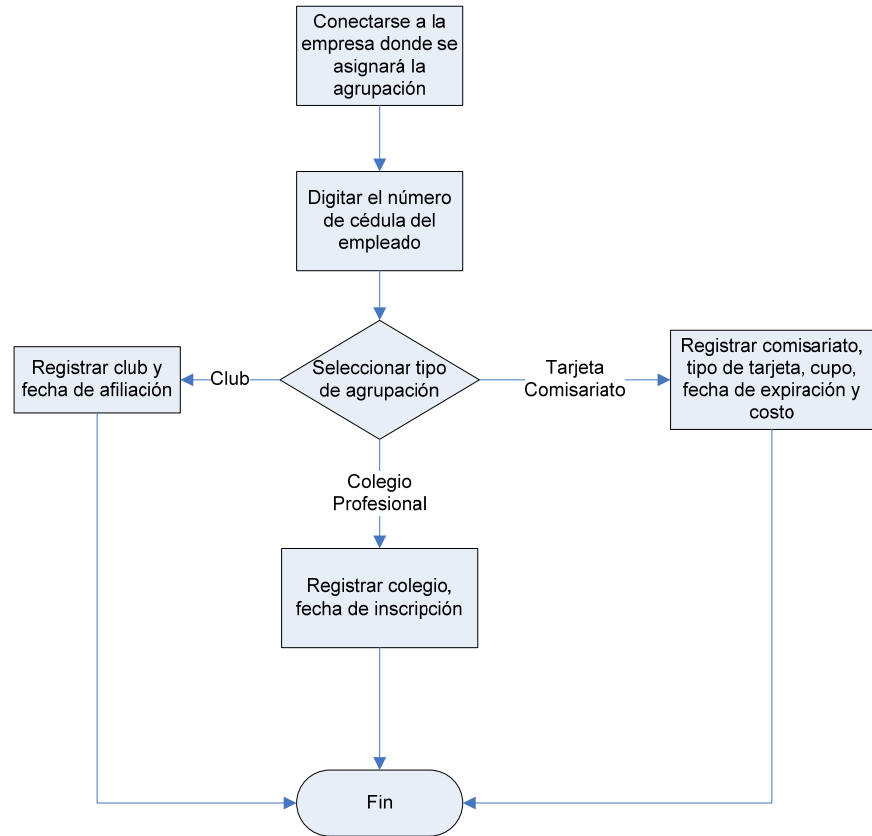 Conectarse a la
empresa donde se
asignará la
agrupación
Digitar el número
de cédula del
empleado
Seleccionar tipo
de agrupación
Club
Registrar club y
fecha de afiliación
Tarjeta
Comisariato
Registrar comisariato,
tipo de tarjeta, cupo,
fecha de expiración y
costo
Colegio
Profesional
Registrar colegio,
fecha de inscripción
Fin